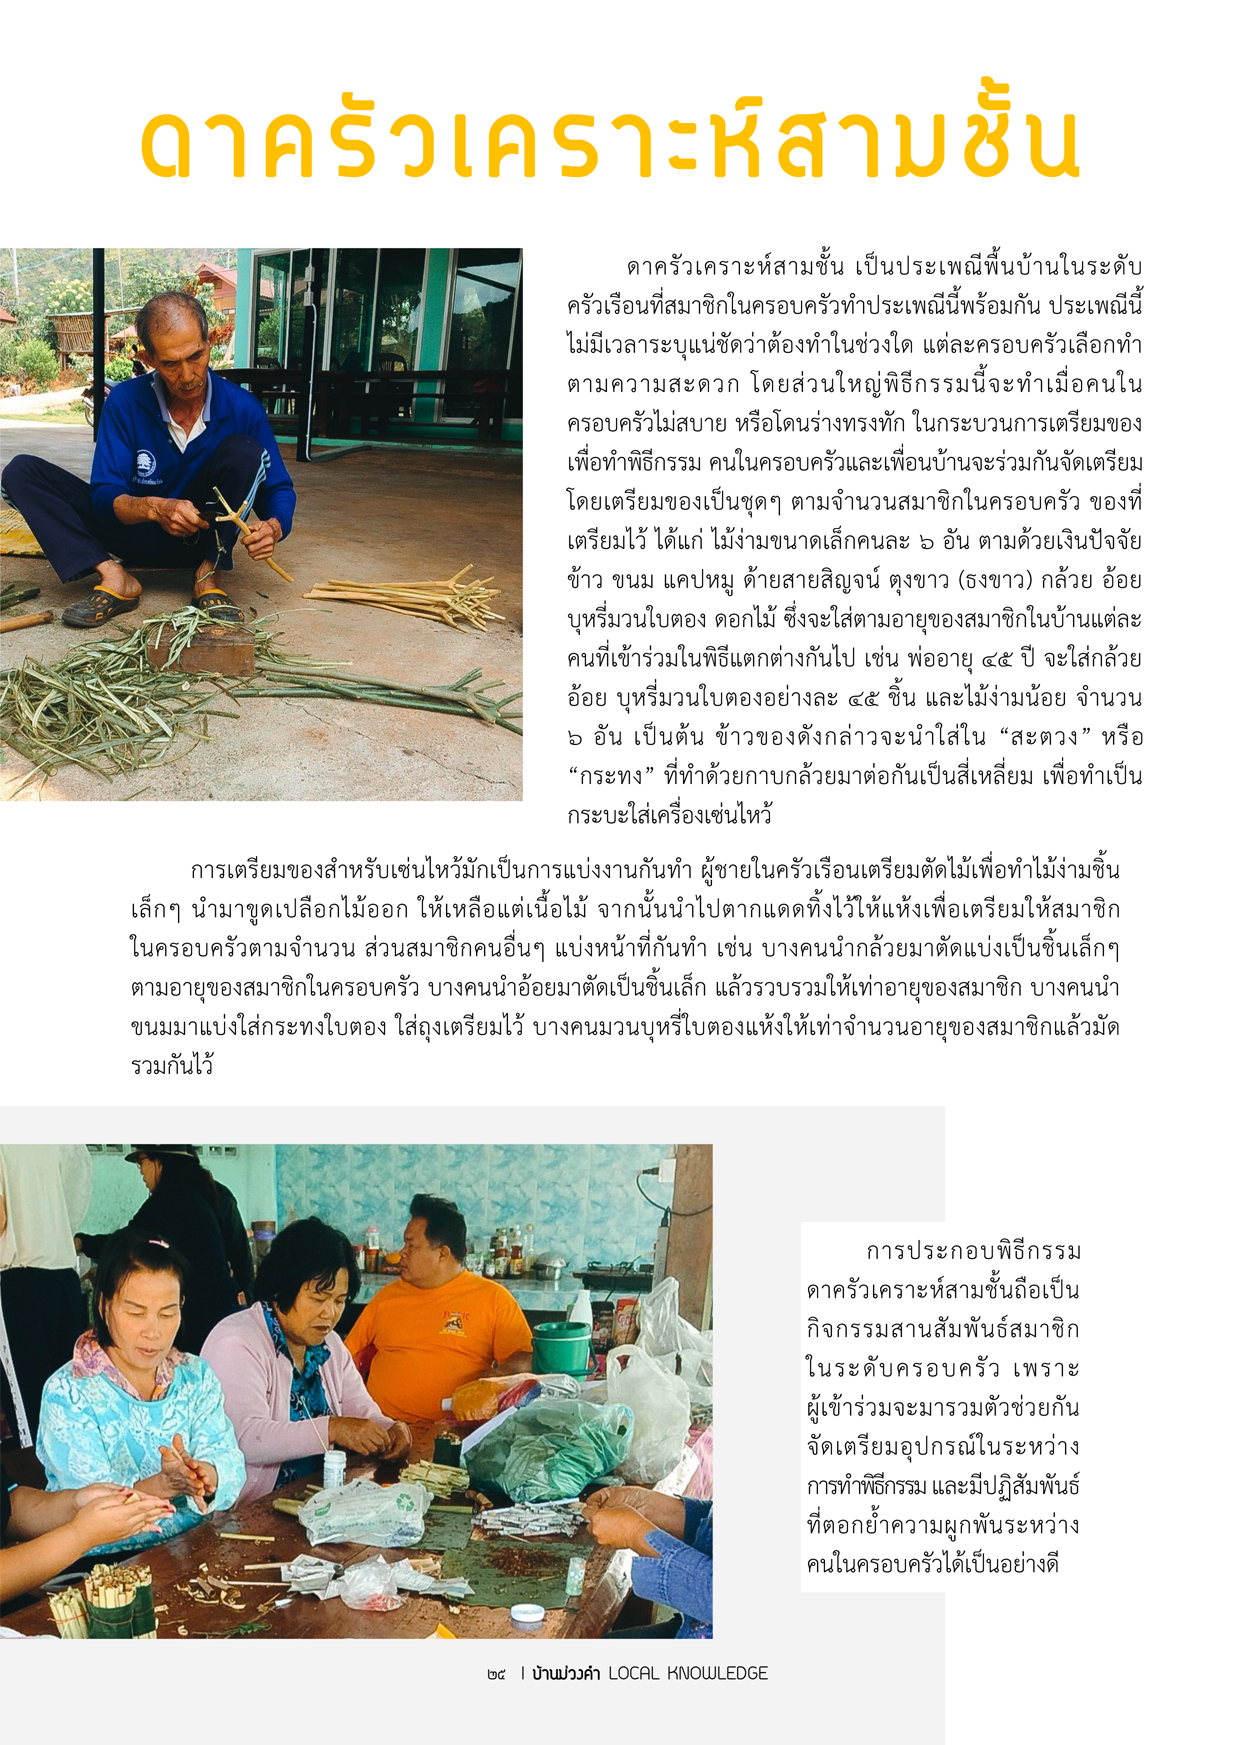 ดาครัวเคราะห์สามชั้น
ดาครัวเคราะห์สามชั้น เป็นประเพณีพื้นบ้านในระดับ
ครัวเรือนที่สมาชิกในครอบครัวทำประเพณีนี้พร้อมกัน ประเพณีนี้
ไม่มีเวลาระบุแน่ชัดว่าต้องทำในช่วงใด แต่ละครอบครัวเลือกทำ
ตามความสะดวก โดยส่วนใหญ่พิธีกรรมนี้จะทำเมื่อคนใน
ครอบครัวไม่สบาย หรือโดนร่างทรงทัก ในกระบวนการเตรียมของ
เพื่อทำพิธีกรรม คนในครอบครัวและเพื่อนบ้านจะร่วมกันจัดเตรียม
โดยเตรียมของเป็นชุดๆ ตามจำนวนสมาชิกในครอบครัว ของที่
เตรียมไว้ ได้แก่ ไม้ง่ามขนาดเล็กคนละ ๖ อัน ตามด้วยเงินปัจจัย
ข้าว ขนม แคปหมู ด้ายสายสิญจน์ ตุงขาว (ธงขาว) กล้วย อ้อย
บุหรี่มวนใบตอง ดอกไม้ ซึ่งจะใส่ตามอายุของสมาชิกในบ้านแต่ละ
คนที่เข้าร่วมในพิธีแตกต่างกันไป เช่น พ่ออายุ ๔๕ ปี จะใส่กล้วย
อ้อย บุหรี่มวนใบตองอย่างละ ๔๕ ชิ้น และไม้ง่ามน้อย จำนวน
๖ อัน เป็นต้น ข้าวของดังกล่าวจะนำใส่ใน “สะตวง” หรือ
“กระทง” ที่ทำด้วยกาบกล้วยมาต่อกันเป็นสี่เหลี่ยม เพื่อทำเป็น
กระบะใส่เครื่องเซ่นไหว้
การเตรียมของสำหรับเซ่นไหว้มักเป็นการแบ่งงานกันทำ ผู้ชายในครัวเรือนเตรียมตัดไม้เพื่อทำไม้ง่ามชิ้น
เล็กๆ นำมาขูดเปลือกไม้ออก ให้เหลือแต่เนื้อไม้ จากนั้นนำไปตากแดดทิ้งไว้ให้แห้งเพื่อเตรียมให้สมาชิก
ในครอบครัวตามจำนวน ส่วนสมาชิกคนอื่นๆ แบ่งหน้าที่กันทำ เช่น บางคนนำกล้วยมาตัดแบ่งเป็นชิ้นเล็กๆ
ตามอายุของสมาชิกในครอบครัว บางคนนำอ้อยมาตัดเป็นชิ้นเล็ก แล้วรวบรวมให้เท่าอายุของสมาชิก บางคนนำ
ขนมมาแบ่งใส่กระทงใบตอง ใส่ถุงเตรียมไว้ บางคนมวนบุหรี่ใบตองแห้งให้เท่าจำนวนอายุของสมาชิกแล้วมัด
รวมกันไว้
การประกอบพิธีกรรม
ดาครัวเคราะห์สามชั้นถือเป็น
กิจกรรมสานสัมพันธ์สมาชิก
ในระดับครอบครัว เพราะ
ผู้เข้าร่วมจะมารวมตัวช่วยกัน
จัดเตรียมอุปกรณ์ในระหว่าง
การทำพิธีกรรม และมีปฏิสัมพันธ์
ที่ตอกย้ำความผูกพันระหว่าง
คนในครอบครัวได้เป็นอย่างดี
๒๕ | บ้านม่วงคำ LOCAL KNOWLEDGE